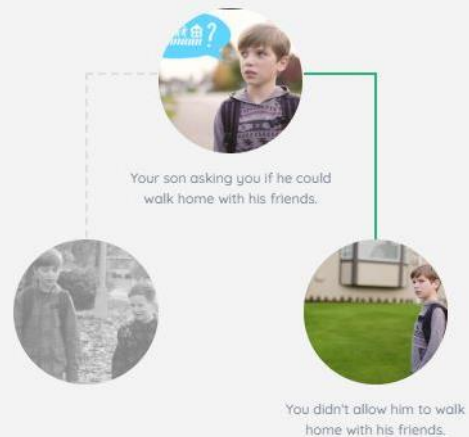 ?
Your son asking you if he could
walk home with his friends.
You didn't allow him to walk
home with his friends.